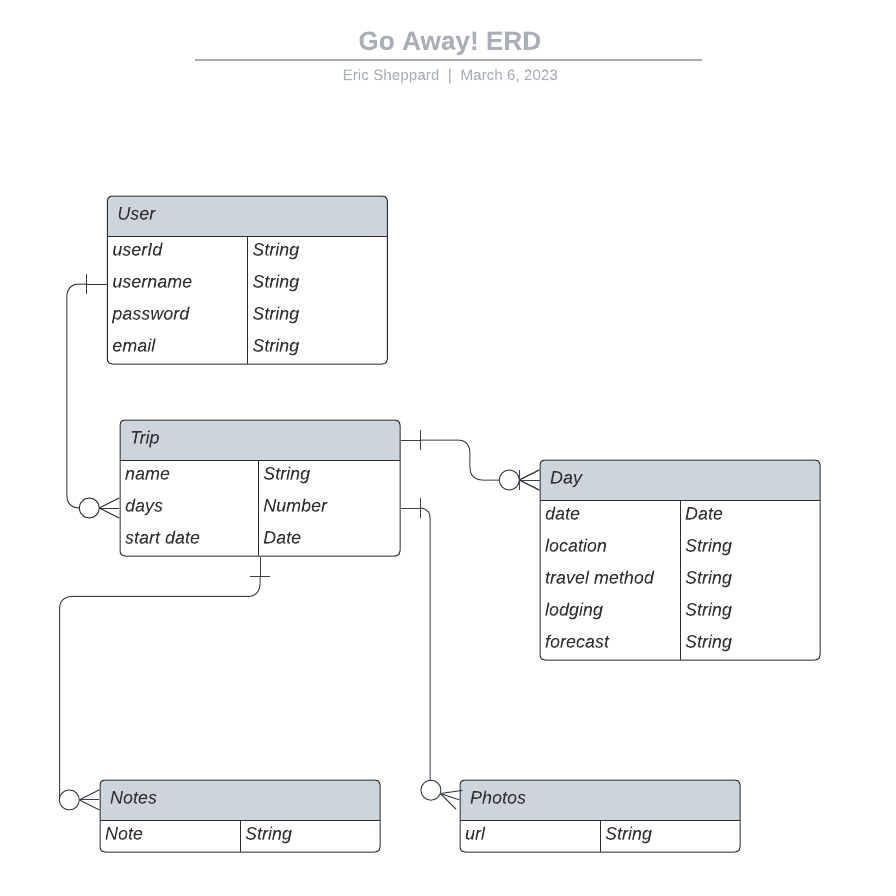 Go Away! ERD
Eric Sheppard | March 6, 2023
User
userId String
username String
password String
email String
Trip
name String
days Number
start date Date
Day
date Date
location String
travel method String
lodging String
forecast String
Notes
Note String
Photos
url String